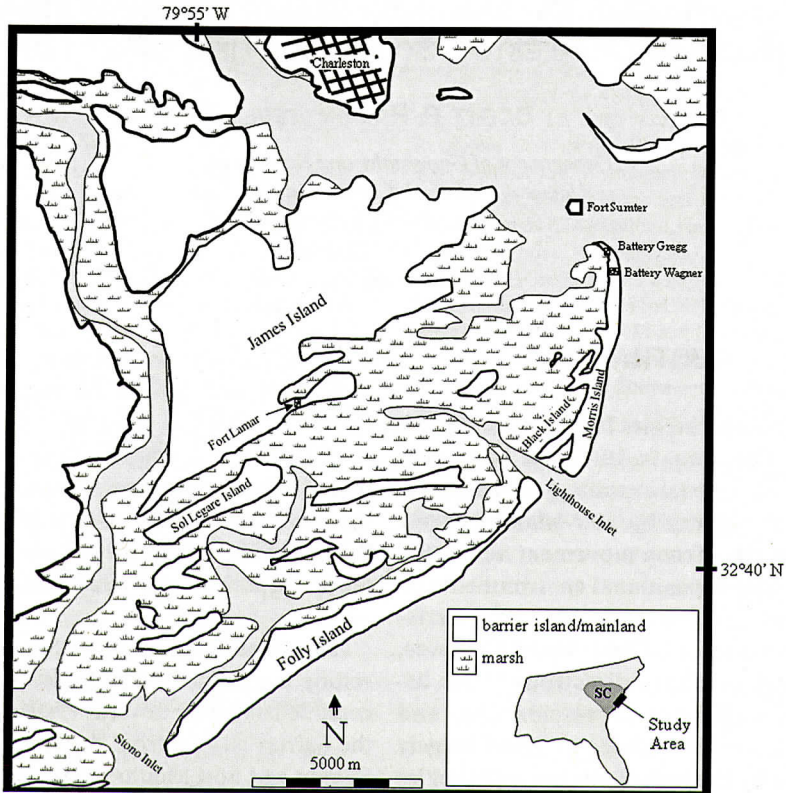 79°55' W
Charleston
Fort Sumter
Battery Gregg
Battery Wagner
James Island
Fort Lamar
Black Island
Morris Island
Sol Legare Island
Lighthouse Inlet
32°40' N
Folly Island
barrier island/mainland
marsh
SC
Study
Area
N
5000 m
Stono Inlet